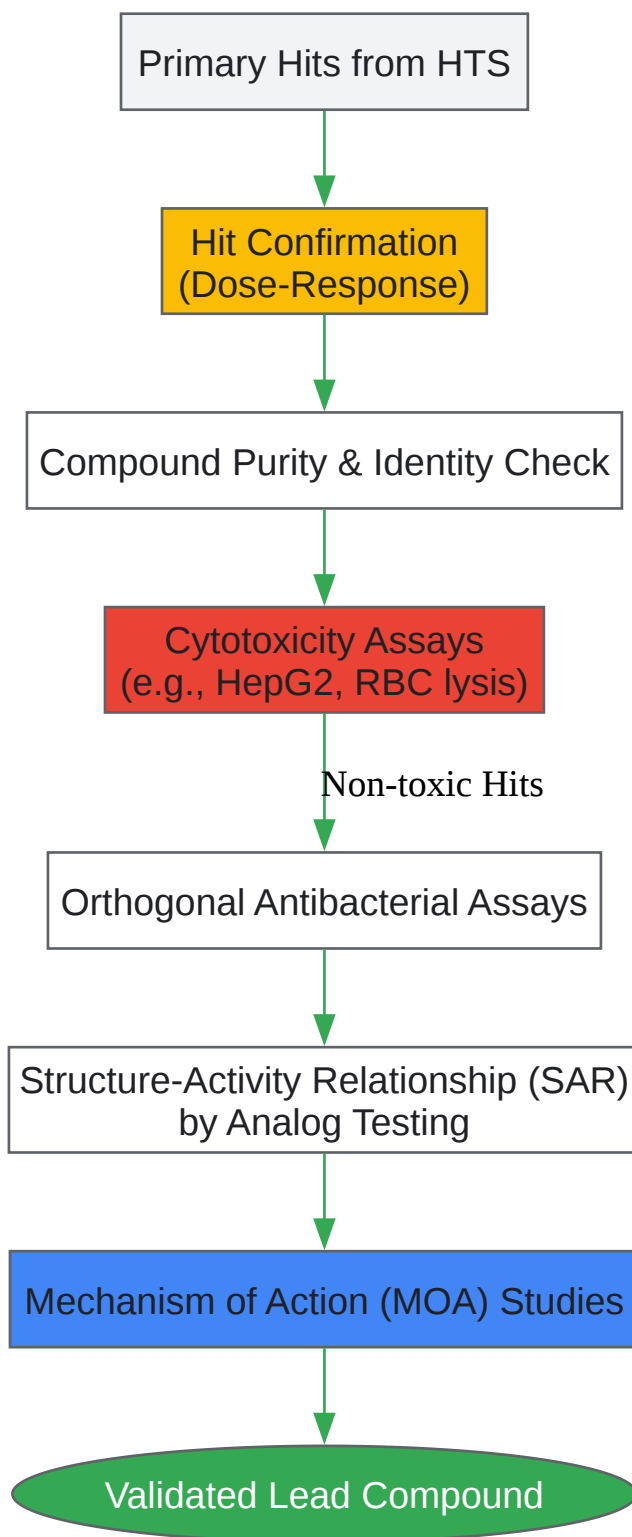 Primary Hits from HTS
Hit Confirmation
(Dose-Response)
Compound Purity & Identity Check
Cytotoxicity Assays
(e.g., HepG2, RBC lysis)
Non-toxic Hits
Orthogonal Antibacterial Assays
Structure-Activity Relationship (SAR)
by Analog Testing
Mechanism of Action (MOA) Studies
Validated Lead Compound